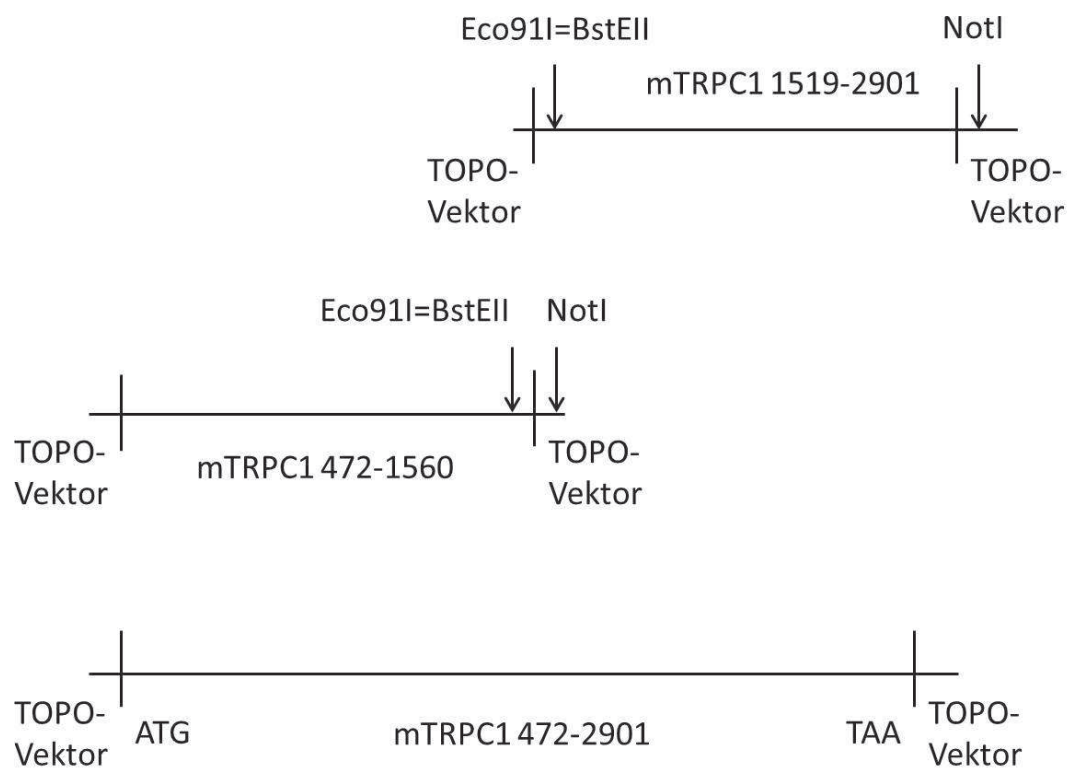 Eco91I=BstEII NotI
mTRPC1 1519-2901
TOPO-
Vektor
TOPO-
Vektor
Eco91I=BstEII NotI
TOPO-
Vektor
mTRPC1 472-1560
TOPO-
Vektor
TOPO-
Vektor
ATG
mTRPC1 472-2901
TAA
TOPO-
Vektor